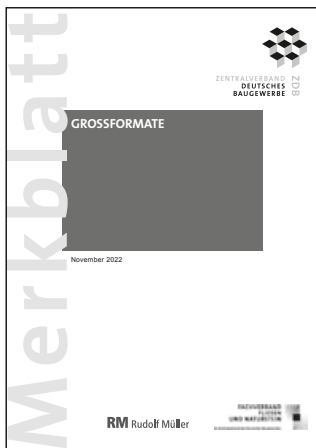 Merkblatt
ZENTRALVERBAND
DEUTSCHES
BAUGEWERBE
ZDB
GROSSFORMATE
November 2022
RM Rudolf Müller
FACHVERBAND
FLIESEN
UND NATURSTEIN